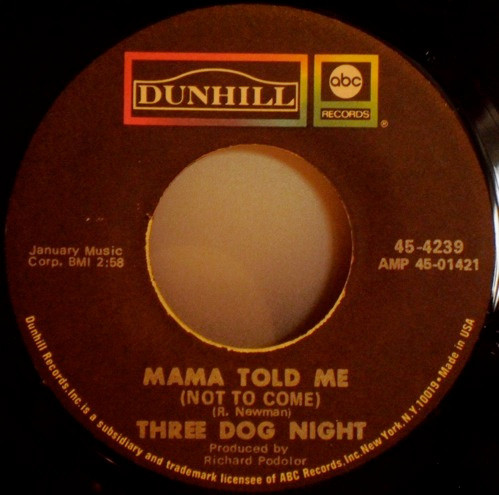 DUNHILL
abc
RECORDS
®
January Music
Corp. BMI 2:58
45-4239
AMP 45-01421
MAMA TOLD ME
(NOT TO COME)
(R. Newman)
THREE DOG NIGHT
Produced by
Richard Podolor
Dunhill Records, Inc. is a subsidiary and trademark licensee of ABC Records, Inc. New York, N.Y. 10019 • Made in USA